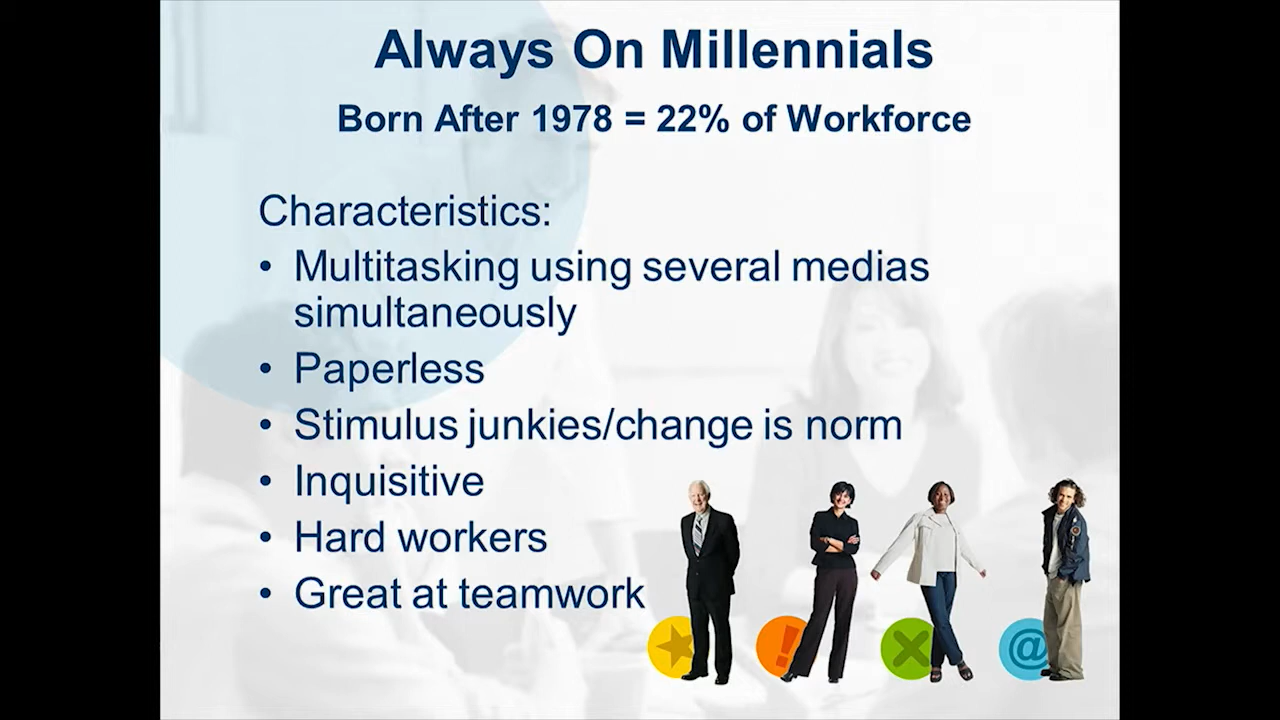 Always On Millennials
Born After 1978 = 22% of Workforce
Characteristics:
• Multitasking using several medias
simultaneously
• Paperless
• Stimulus junkies/change is norm
• Inquisitive
• Hard workers
• Great at teamwork
! @